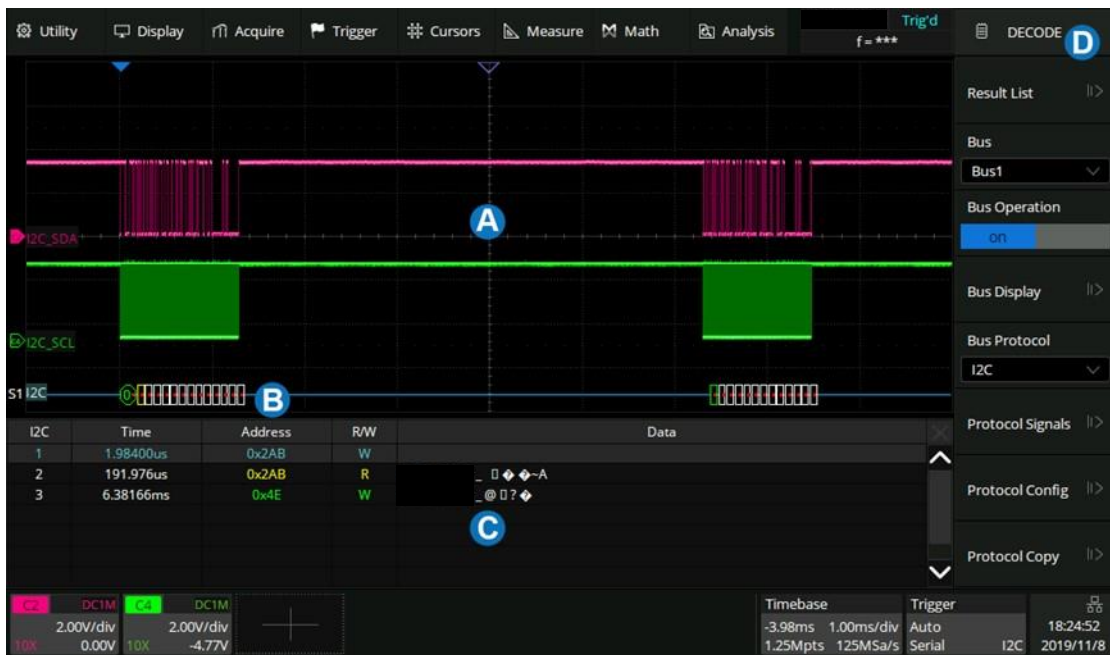 Utility Display Acquire Trigger Cursors Measure Math Analysis Trig'd
f = ***
DECODE
D
Result List
Bus
Bus1
Bus Operation
on
Bus Display
Bus Protocol
I2C
Protocol Signals
Protocol Config
Protocol Copy
A
I2C_SDA
I2C_SCL
S1 I2C
0
B
I2C Time Address R/W Data
1 1.98400us 0x2AB W
2 191.976us 0x2AB R _ ▯ � �~A
3 6.38166ms 0x4E W _@ ▯ ? �
C
C2 DC1M
2.00V/div
10X 0.00V
C4 DC1M
2.00V/div
10X -4.77V
Timebase
-3.98ms 1.00ms/div
1.25Mpts 125MSa/s
Trigger
Auto
Serial I2C
18:24:52
2019/11/8